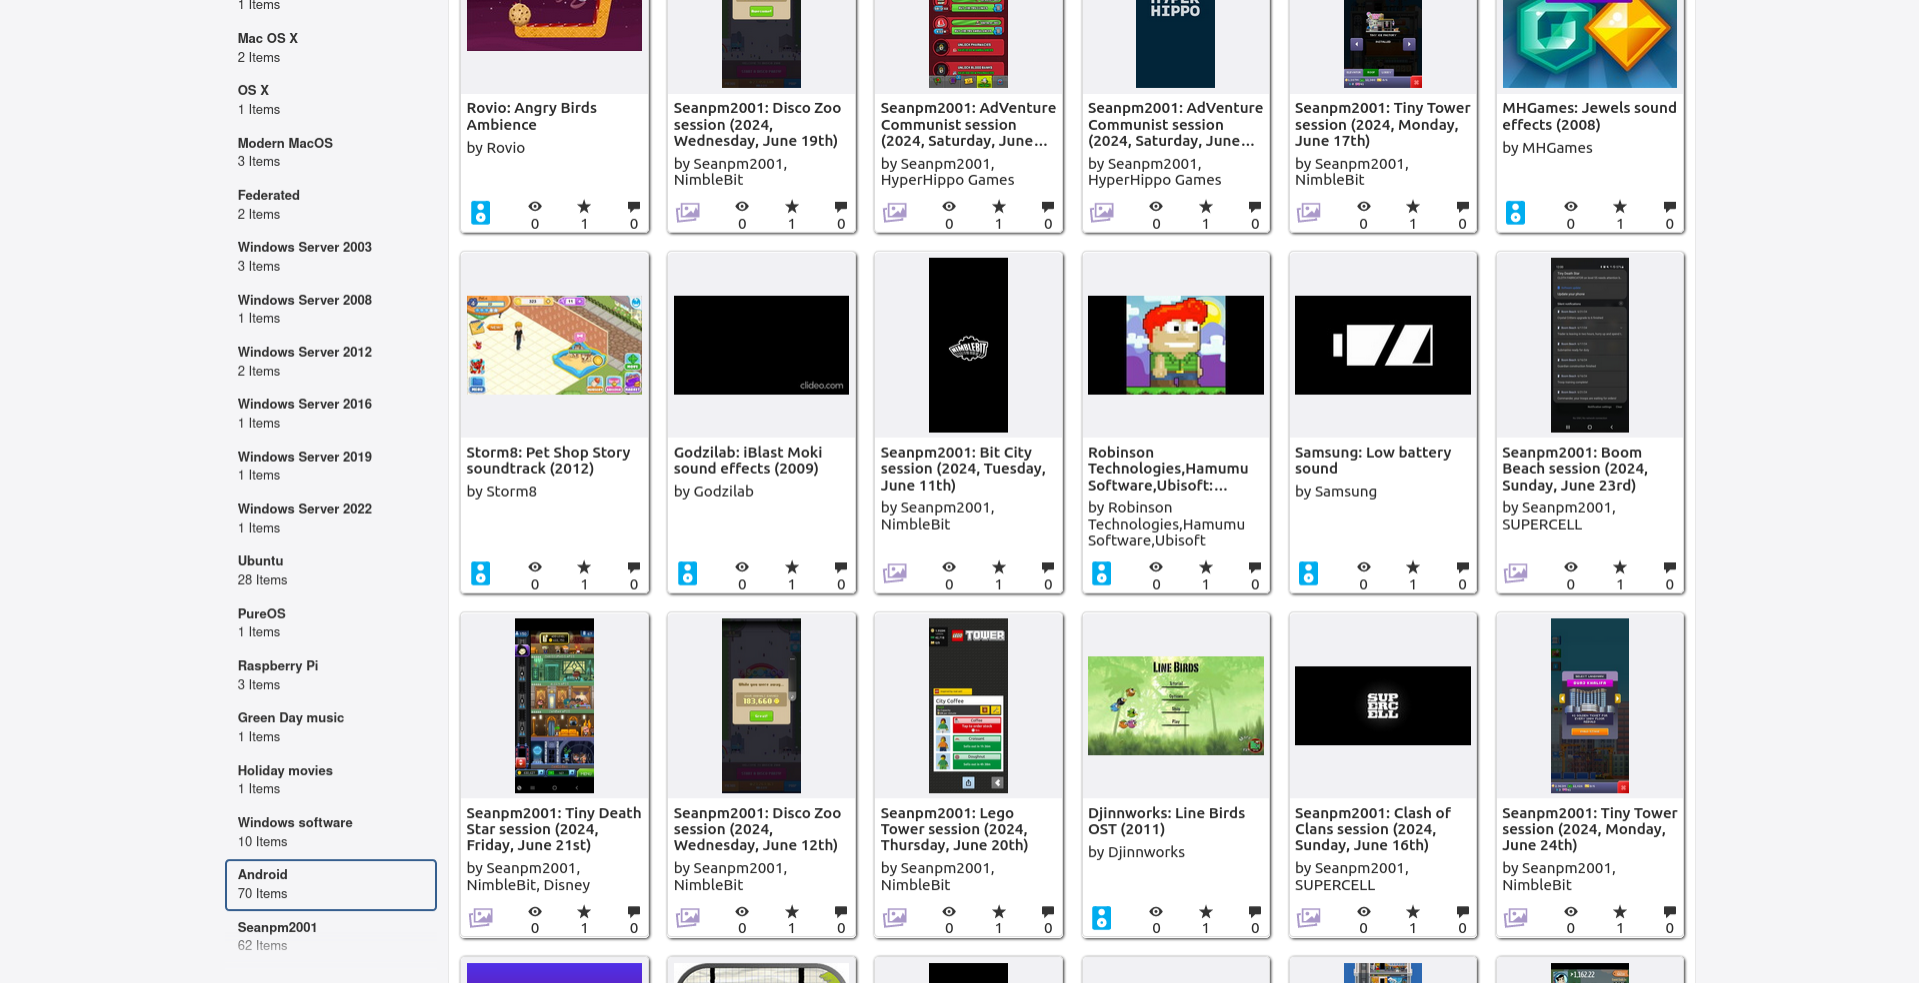 1 Items
Mac OS X
2 Items
OS X
1 Items
Modern MacOS
3 Items
Federated
2 Items
Windows Server 2003
3 Items
Windows Server 2008
1 Items
Windows Server 2012
2 Items
Windows Server 2016
1 Items
Windows Server 2019
1 Items
Windows Server 2022
1 Items
Ubuntu
28 Items
PureOS
1 Items
Raspberry Pi
3 Items
Green Day music
1 Items
Holiday movies
1 Items
Windows software
10 Items
Android
70 Items
Seanpm2001
62 Items
Rovio: Angry Birds
Ambience
by Rovio
0 1 0
Seanpm2001: Disco Zoo
session (2024,
Wednesday, June 19th)
by Seanpm2001,
NimbleBit
0 1 0
Seanpm2001: AdVenture
Communist session
(2024, Saturday, June...
by Seanpm2001,
HyperHippo Games
0 1 0
HIPPO
Seanpm2001: AdVenture
Communist session
(2024, Saturday, June...
by Seanpm2001,
HyperHippo Games
0 1 0
Seanpm2001: Tiny Tower
session (2024, Monday,
June 17th)
by Seanpm2001,
NimbleBit
0 1 0
MHGames: Jewels sound
effects (2008)
by MHGames
0 1 0
Storm8: Pet Shop Story
soundtrack (2012)
by Storm8
0 1 0
clideo.com
Godzilab: iBlast Moki
sound effects (2009)
by Godzilab
0 1 0
NIMBLEBIT
Seanpm2001: Bit City
session (2024, Tuesday,
June 11th)
by Seanpm2001,
NimbleBit
0 1 0
Robinson
Technologies,Hamumu
Software,Ubisoft:...
by Robinson
Technologies,Hamumu
Software,Ubisoft
0 1 0
Samsung: Low battery
sound
by Samsung
0 1 0
Seanpm2001: Boom
Beach session (2024,
Sunday, June 23rd)
by Seanpm2001,
SUPERCELL
0 1 0
Seanpm2001: Tiny Death
Star session (2024,
Friday, June 21st)
by Seanpm2001,
NimbleBit, Disney
0 1 0
While you were away...
183,660
Seanpm2001: Disco Zoo
session (2024,
Wednesday, June 12th)
by Seanpm2001,
NimbleBit
0 1 0
LEGO TOWER
City Coffee
Coffee
Croissant
Doughnut
Seanpm2001: Lego
Tower session (2024,
Thursday, June 20th)
by Seanpm2001,
NimbleBit
0 1 0
LINE BIRDS
Play
Djinnworks: Line Birds
OST (2011)
by Djinnworks
0 1 0
SUP
ERC
ELL
Seanpm2001: Clash of
Clans session (2024,
Sunday, June 16th)
by Seanpm2001,
SUPERCELL
0 1 0
Seanpm2001: Tiny Tower
session (2024, Monday,
June 24th)
by Seanpm2001,
NimbleBit
0 1 0